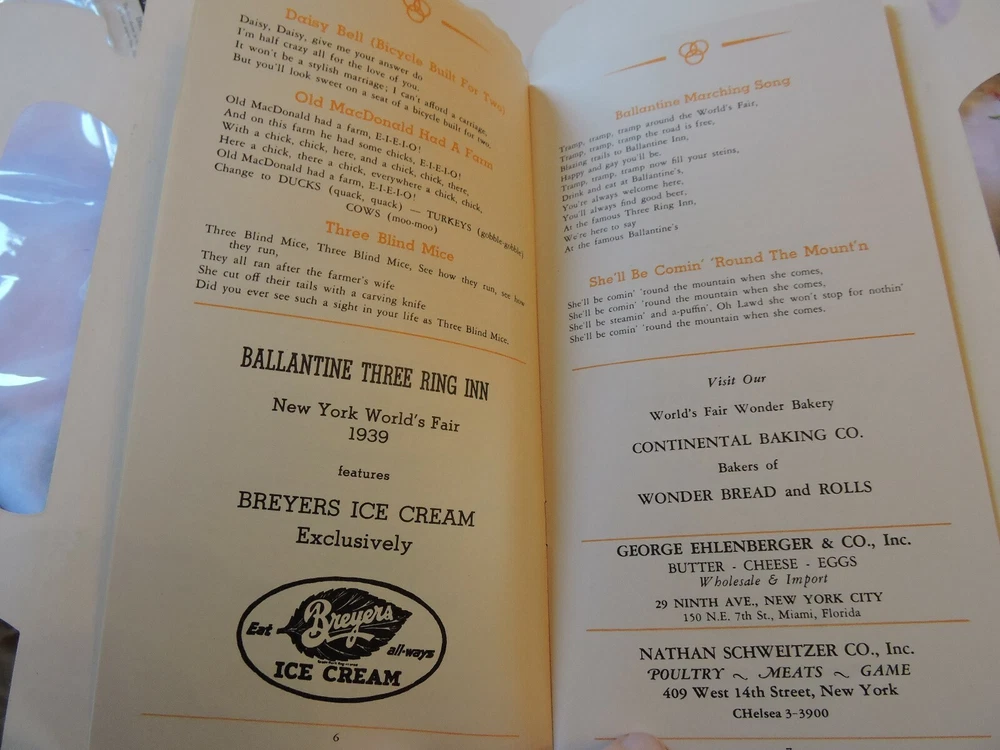 Daisy Bell (Bicycle Built For Two)
Daisy, Daisy, give me your answer do
I'm half crazy all for the love of you.
It won't be a stylish marriage; I can't afford a carriage,
But you'll look sweet on a seat of a bicycle built for two.
Old MacDonald Had A Farm
Old MacDonald had a farm, E-I-E-I-O!
And on this farm he had some chicks, E-I-E-I-O!
With a chick, chick, here, and a chick, chick, there,
Here a chick, there a chick, everywhere a chick, chick,
Old MacDonald had a farm, E-I-E-I-O!
Change to DUCKS (quack, quack) — TURKEYS (gobble-gobble)
COWS (moo-moo)
Three Blind Mice
Three Blind Mice, Three Blind Mice, See how they run, see how
they run,
They all ran after the farmer's wife
She cut off their tails with a carving knife
Did you ever see such a sight in your life as Three Blind Mice.
BALLANTINE THREE RING INN
New York World's Fair
1939
features
BREYERS ICE CREAM
Exclusively
Eat Breyers all-ways
ICE CREAM
6
Ballantine Marching Song
Tramp, tramp, tramp around the World's Fair,
Tramp, tramp, tramp the road is free,
Blazing trails to Ballantine Inn,
Happy and gay you'll be.
Tramp, tramp, tramp now fill your steins,
Drink and eat at Ballantine's,
You're always welcome here,
You'll always find good beer,
At the famous Three Ring Inn,
We're here to say
At the famous Ballantine's
She'll Be Comin' 'Round The Mount'n
She'll be comin' 'round the mountain when she comes,
She'll be comin' 'round the mountain when she comes,
She'll be steamin' and a-puffin', Oh Lawd she won't stop for nothin'
She'll be comin' 'round the mountain when she comes.
Visit Our
World's Fair Wonder Bakery
CONTINENTAL BAKING CO.
Bakers of
WONDER BREAD and ROLLS
GEORGE EHLENBERGER & CO., Inc.
BUTTER - CHEESE - EGGS
Wholesale & Import
29 NINTH AVE., NEW YORK CITY
150 N.E. 7th St., Miami, Florida
NATHAN SCHWEITZER CO., Inc.
POULTRY ~ MEATS ~ GAME
409 West 14th Street, New York
CHelsea 3-3900